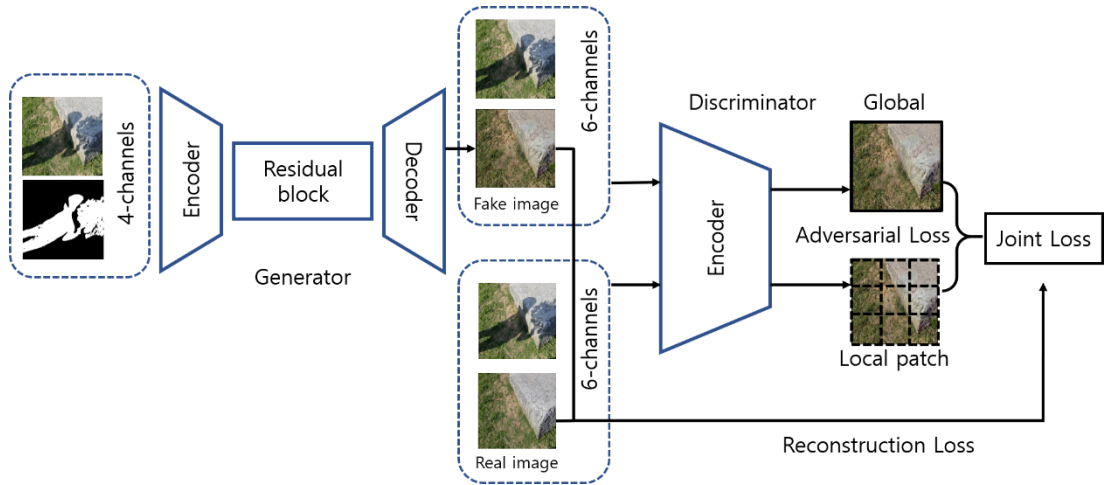 4-channels
Encoder
Residual
block
Decoder
Generator
Fake image
6-channels
Real image
6-channels
Discriminator
Encoder
Global
Adversarial Loss
Local patch
Joint Loss
Reconstruction Loss